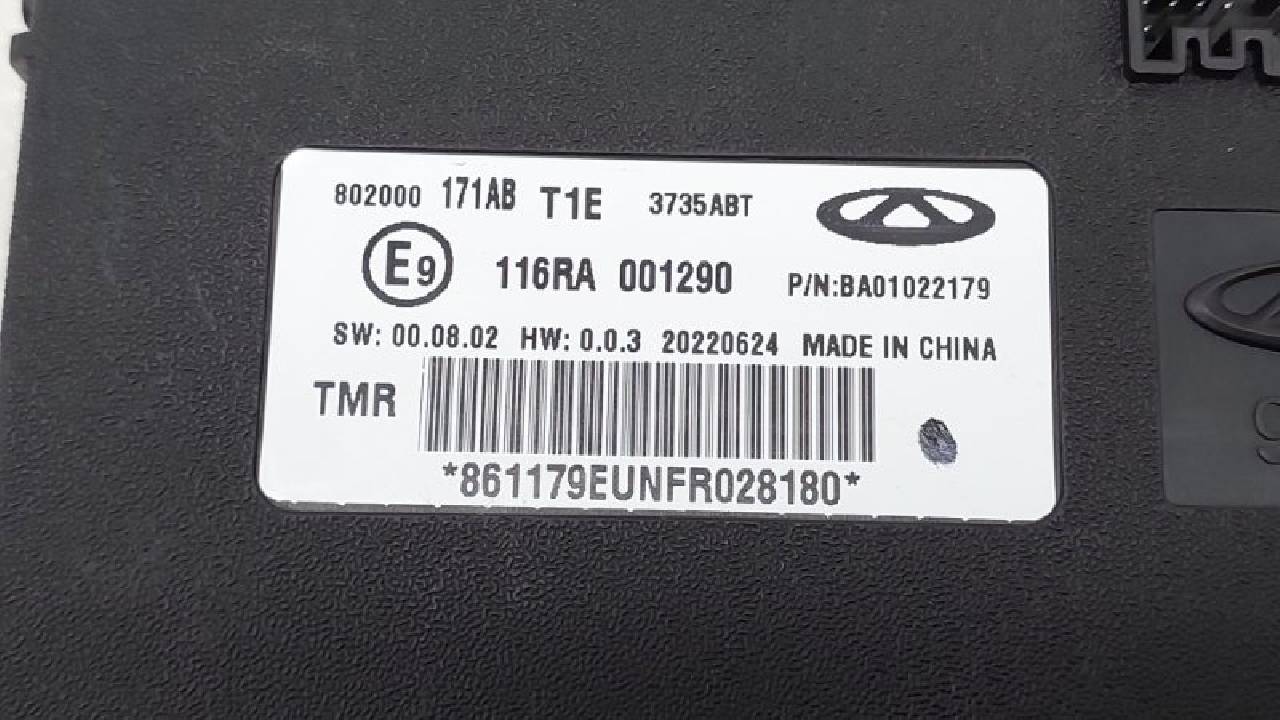 802000 171AB T1E 3735ABT
E9 116RA 001290 P/N:BA01022179
SW: 00.08.02 HW: 0.0.3 20220624 MADE IN CHINA
TMR
*861179EUNFR028180*